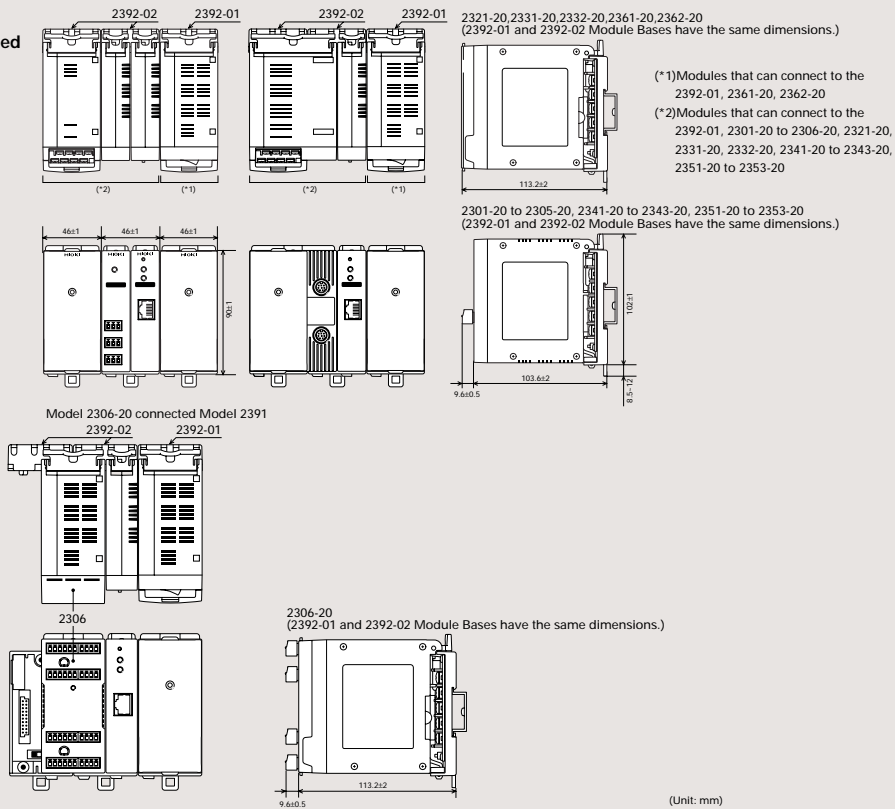 ed
2392-02 2392-01
2392-02 2392-01
2321-20,2331-20,2332-20,2361-20,2362-20
(2392-01 and 2392-02 Module Bases have the same dimensions.)
(*1)Modules that can connect to the
2392-01, 2361-20, 2362-20
(*2)Modules that can connect to the
2392-01, 2301-20 to 2306-20, 2321-20,
2331-20, 2332-20, 2341-20 to 2343-20,
2351-20 to 2353-20
(*2) (*1)
(*2) (*1)
113.2±2
46±1 46±1 46±1
HIOKI HIOKI HIOKI HIOKI
90±1
2301-20 to 2305-20, 2341-20 to 2343-20, 2351-20 to 2353-20
(2392-01 and 2392-02 Module Bases have the same dimensions.)
102±1
103.6±2
9.6±0.5
8.5~12
Model 2306-20 connected Model 2391
2392-02 2392-01
2306
2306-20
(2392-01 and 2392-02 Module Bases have the same dimensions.)
113.2±2
9.6±0.5
(Unit: mm)